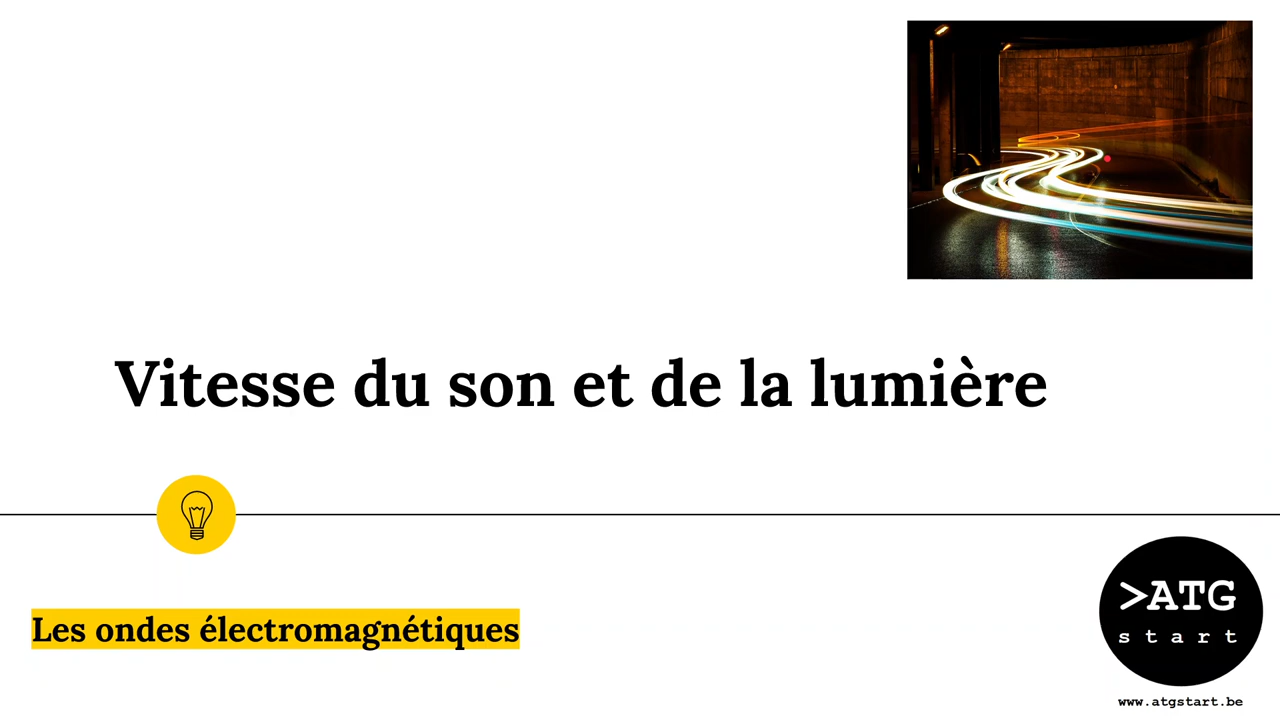 Vitesse du son et de la lumière
Les ondes électromagnétiques
>ATG
start
www.atgstart.be